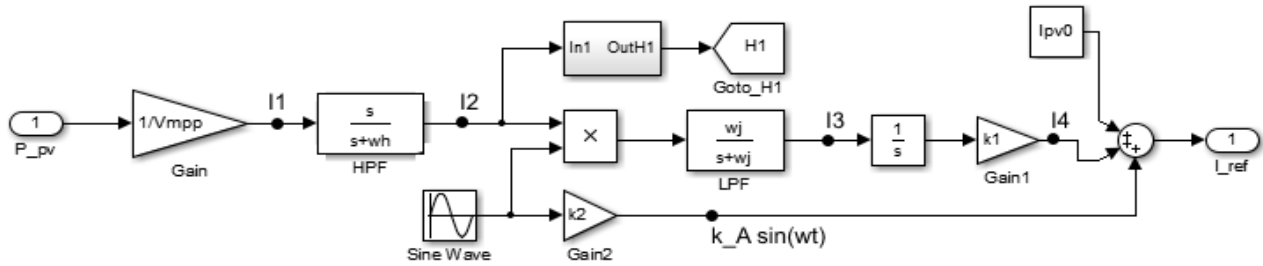 1
P_pv
1/Vmpp
Gain
I1
s
s+wh
HPF
I2
In1 OutH1
H1
Goto_H1
×
Sine Wave
k2
Gain2
k_A sin(wt)
wj
s+wj
LPF
I3
1
s
k1
Gain1
I4
Ipv0
+
+
+
1
I_ref